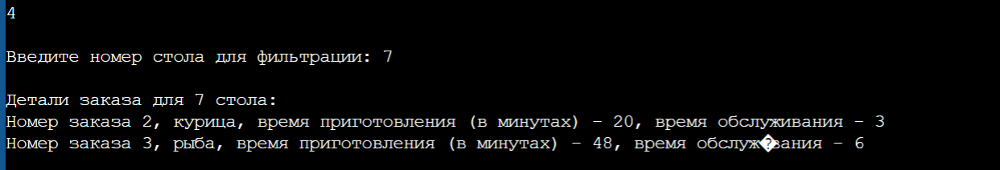 4
Введите номер стола для фильтрации: 7
Детали заказа для 7 стола:
Номер заказа 2, курица, время приготовления (в минутах) - 20, время обслуживания - 3
Номер заказа 3, рыба, время приготовления (в минутах) - 48, время обслуж�вания - 6